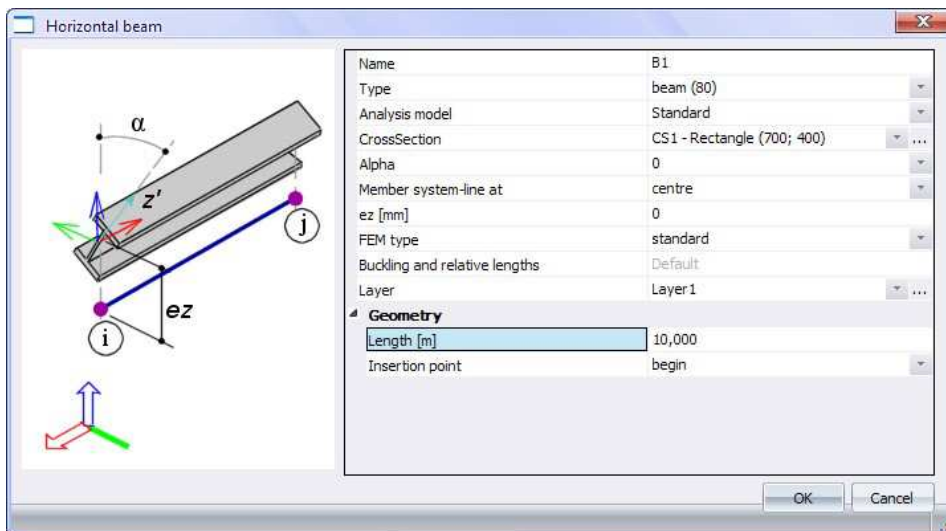 Horizontal beam
α
z'
j
ez
i
Name B1
Type beam (80)
Analysis model Standard
CrossSection CS1 - Rectangle (700; 400) ...
Alpha 0
Member system-line at centre
ez [mm] 0
FEM type standard
Buckling and relative lengths Default
Layer Layer1 ...
Geometry
Length [m] 10,000
Insertion point begin
OK Cancel